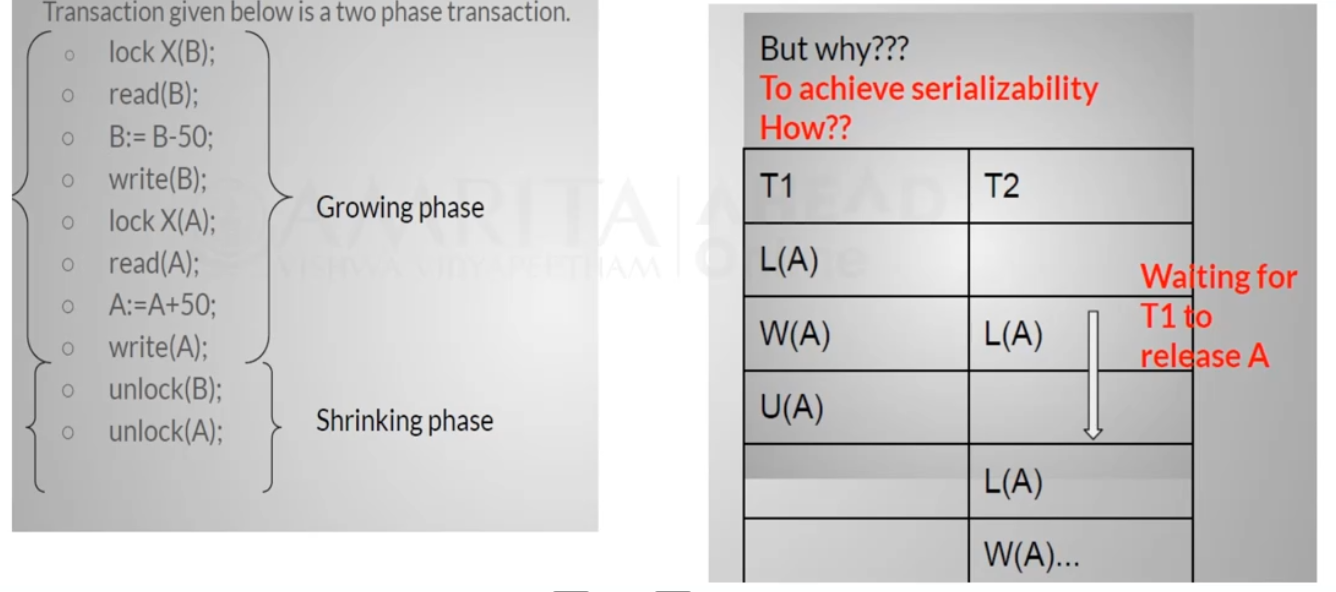 Transaction given below is a two phase transaction.
lock X(B);
read(B);
B:= B-50;
write(B);
lock X(A);
read(A);
A:=A+50;
write(A);
unlock(B);
unlock(A);
Growing phase
Shrinking phase
But why???
To achieve serializability
How??
T1 T2
L(A)
W(A) L(A)
U(A)
L(A)
W(A)...
Waiting for
T1 to
release A
AMRITA AHEAD
VISHWA VIDYAPEETHAM Online